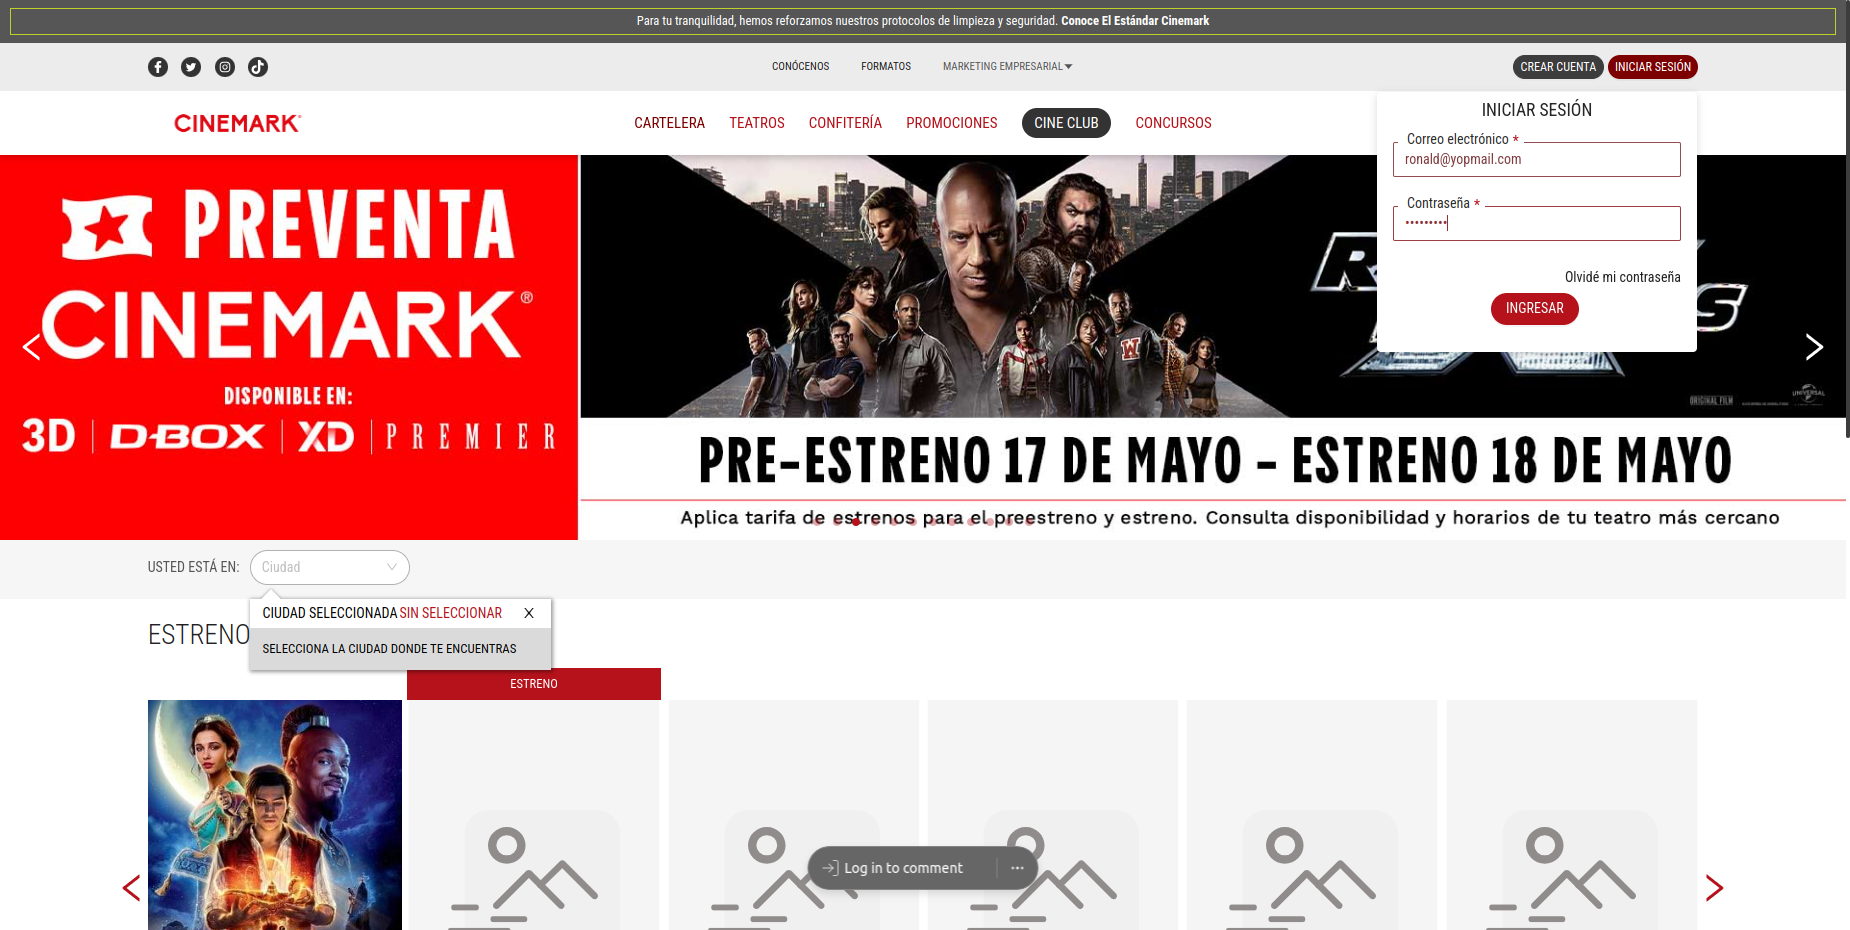 Para tu tranquilidad, hemos reforzamos nuestros protocolos de limpieza y seguridad. Conoce El Estándar Cinemark
CONÓCENOS FORMATOS MARKETING EMPRESARIAL CREAR CUENTA INICIAR SESIÓN
CINEMARK CARTELERA TEATROS CONFITERÍA PROMOCIONES CINE CLUB CONCURSOS
INICIAR SESIÓN
Correo electrónico *
ronald@yopmail.com
Contraseña *
•••••••••
Olvidé mi contraseña
INGRESAR
PREVENTA
CINEMARK®
DISPONIBLE EN:
3D D-BOX XD PREMIER
W
ORIGINAL FILM
UNIVERSAL
PRE-ESTRENO 17 DE MAYO - ESTRENO 18 DE MAYO
Aplica tarifa de estrenos para el preestreno y estreno. Consulta disponibilidad y horarios de tu teatro más cercano
USTED ESTÁ EN: Ciudad
CIUDAD SELECCIONADA SIN SELECCIONAR X
SELECCIONA LA CIUDAD DONDE TE ENCUENTRAS
ESTRENO
ESTRENO
Log in to comment